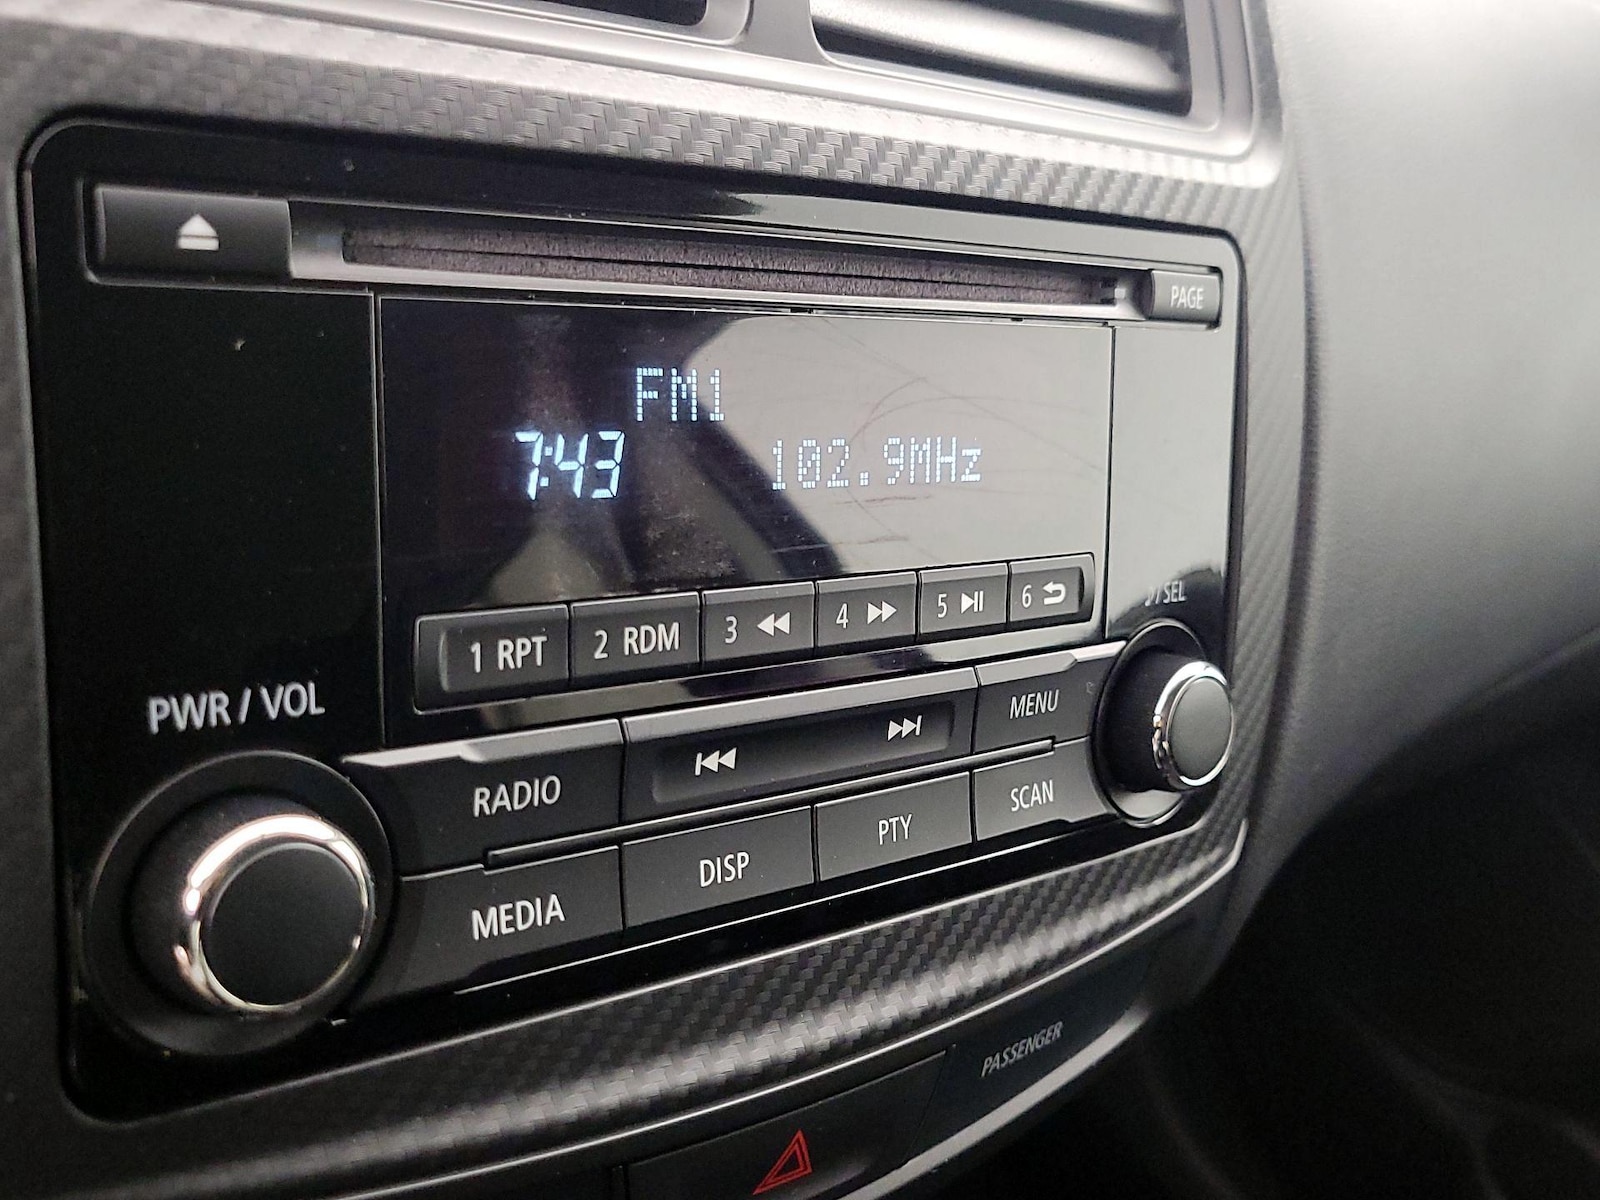 PAGE
FM1
7:43 102.9MHz
1 RPT 2 RDM 3 4 5 6
SEL
PWR / VOL
MENU
RADIO
SCAN
PTY
DISP
MEDIA
PASSENGER